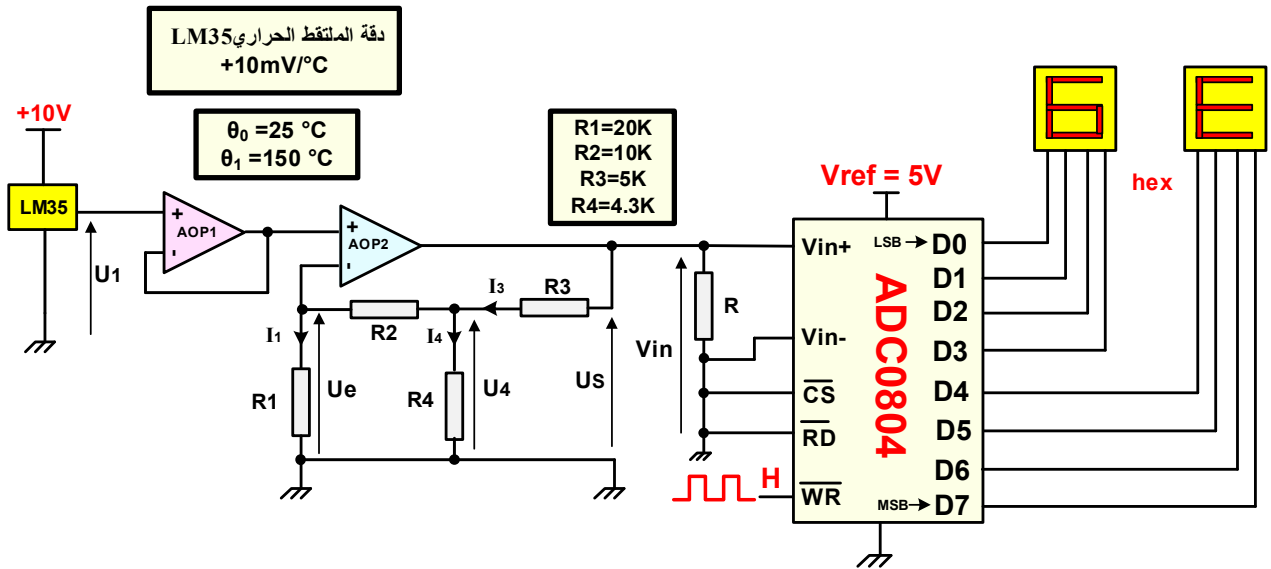 دقة الملتقط الحراري LM35
+10mV/°C
θ0 =25 °C
θ1 =150 °C
R1=20K
R2=10K
R3=5K
R4=4.3K
+10V
LM35
U1
+
-
AOP1
+
-
AOP2
I1
R1
Ue
R2
I3
R3
I4
R4
U4
Us
Vin
R
Vref = 5V
Vin+
Vin-
CS
RD
WR
H
ADC0804
LSB→ D0
D1
D2
D3
D4
D5
D6
MSB→ D7
6
E
hex